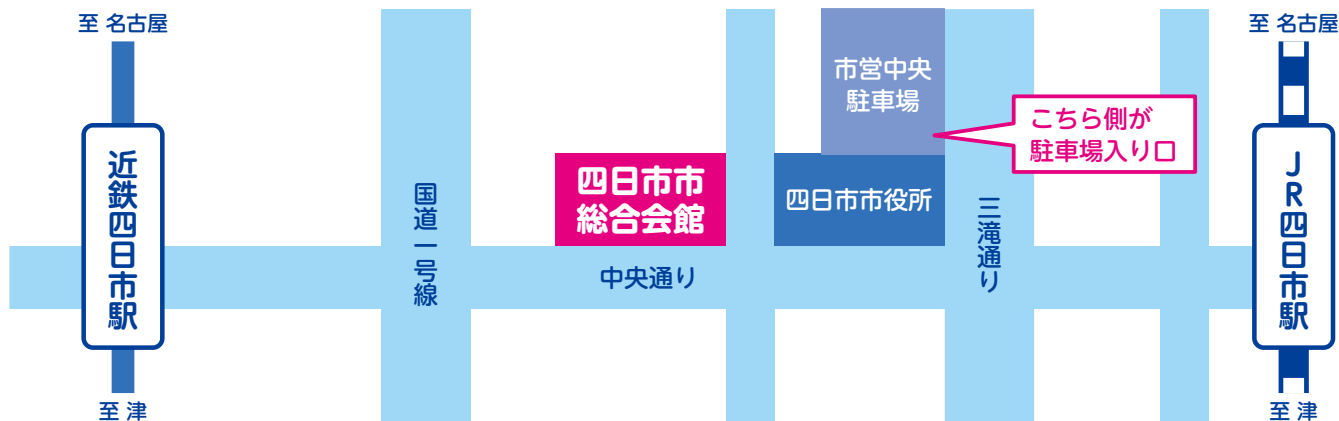 至 名古屋
近鉄四日市駅
至 津
国道一号線
四日市市
総合会館
中央通り
市営中央
駐車場
四日市市役所
こちら側が
駐車場入り口
三滝通り
至 名古屋
JR四日市駅
至 津